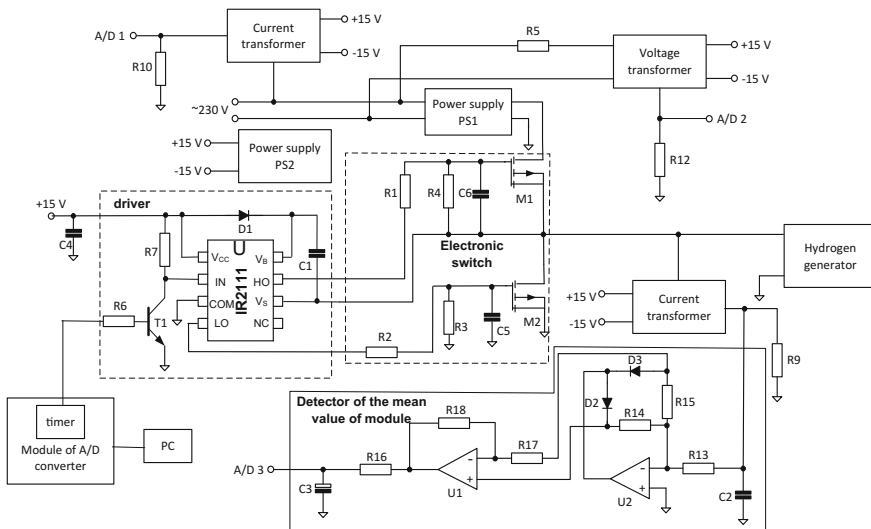 A/D 1
R10
Current
transformer
+15 V
-15 V
R5
Voltage
transformer
+15 V
-15 V
A/D 2
R12
~230 V
Power supply
PS1
+15 V
-15 V
Power supply
PS2
driver
+15 V
C4
R7
D1
C1
U
VCC
IN
COM
LO
IR2111
VB
HO
VS
NC
R6
T1
R1
R4
C6
M1
Electronic
switch
R3
C5
M2
R2
Hydrogen
generator
+15 V
-15 V
Current
transformer
R9
timer
Module of A/D
converter
PC
Detector of the mean
value of module
D3
D2
R15
R14
R18
R17
R13
A/D 3
R16
C3
-
+
U1
-
+
U2
C2